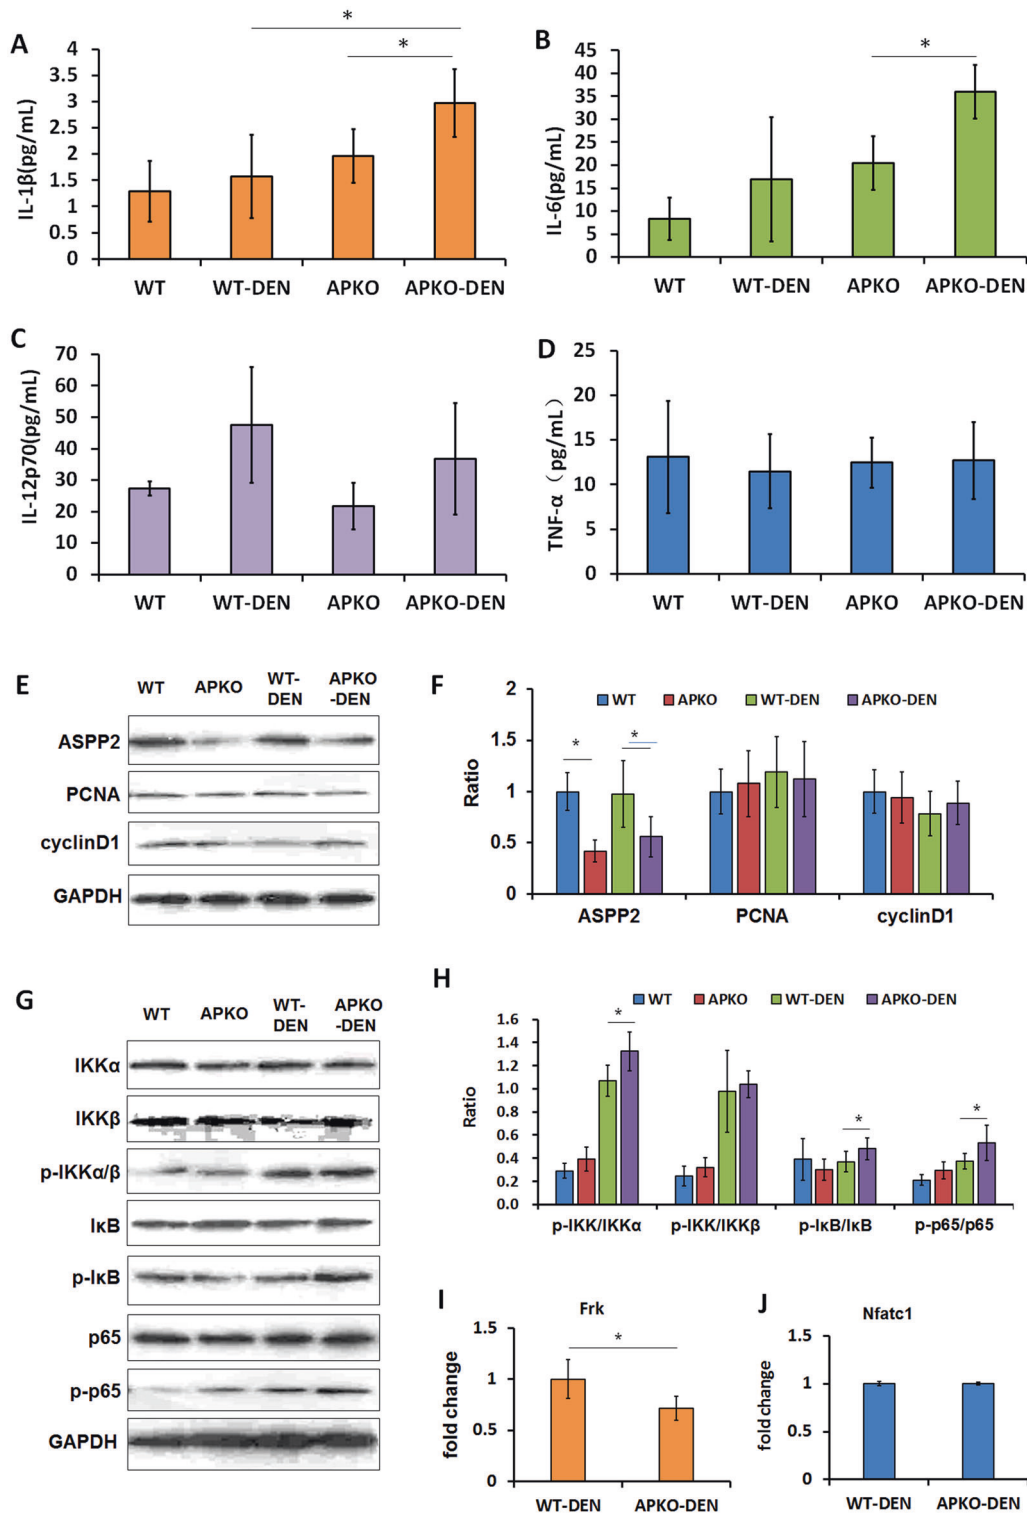 A
*
*
IL-1β(pg/mL)
4
3.5
3
2.5
2
1.5
1
0.5
0
WT WT-DEN APKO APKO-DEN
B
*
IL-6(pg/mL)
45
40
35
30
25
20
15
10
5
0
WT WT-DEN APKO APKO-DEN
C
IL-12p70(pg/mL)
70
60
50
40
30
20
10
0
WT WT-DEN APKO APKO-DEN
D
TNF-α（pg/mL）
25
20
15
10
5
0
WT WT-DEN APKO APKO-DEN
E
WT APKO WT-DEN APKO-DEN
ASPP2
PCNA
cyclinD1
GAPDH
F
WT APKO WT-DEN APKO-DEN
* *
Ratio
2
1.5
1
0.5
0
ASPP2 PCNA cyclinD1
G
WT APKO WT-DEN APKO-DEN
IKKα
IKKβ
p-IKKα/β
IκB
p-IκB
p65
p-p65
GAPDH
H
WT APKO WT-DEN APKO-DEN
* * *
Ratio
1.6
1.4
1.2
1.0
0.8
0.6
0.4
0.2
0.0
p-IKK/IKKα p-IKK/IKKβ p-IκB/IκB p-p65/p65
I
Frk
*
fold change
1.5
1
0.5
0
WT-DEN APKO-DEN
J
Nfatc1
fold change
1.5
1
0.5
0
WT-DEN APKO-DEN